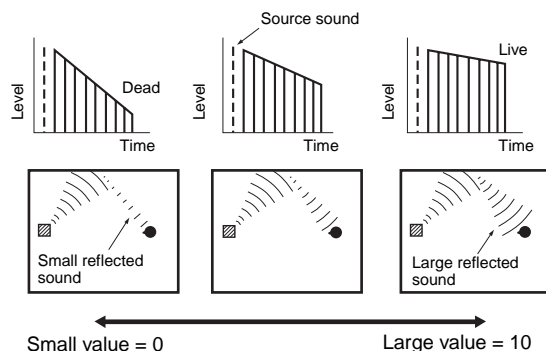 Source sound
Dead
Live
Level
Time
Level
Time
Level
Time
Small reflected
sound
Large reflected
sound
Small value = 0
Large value = 10